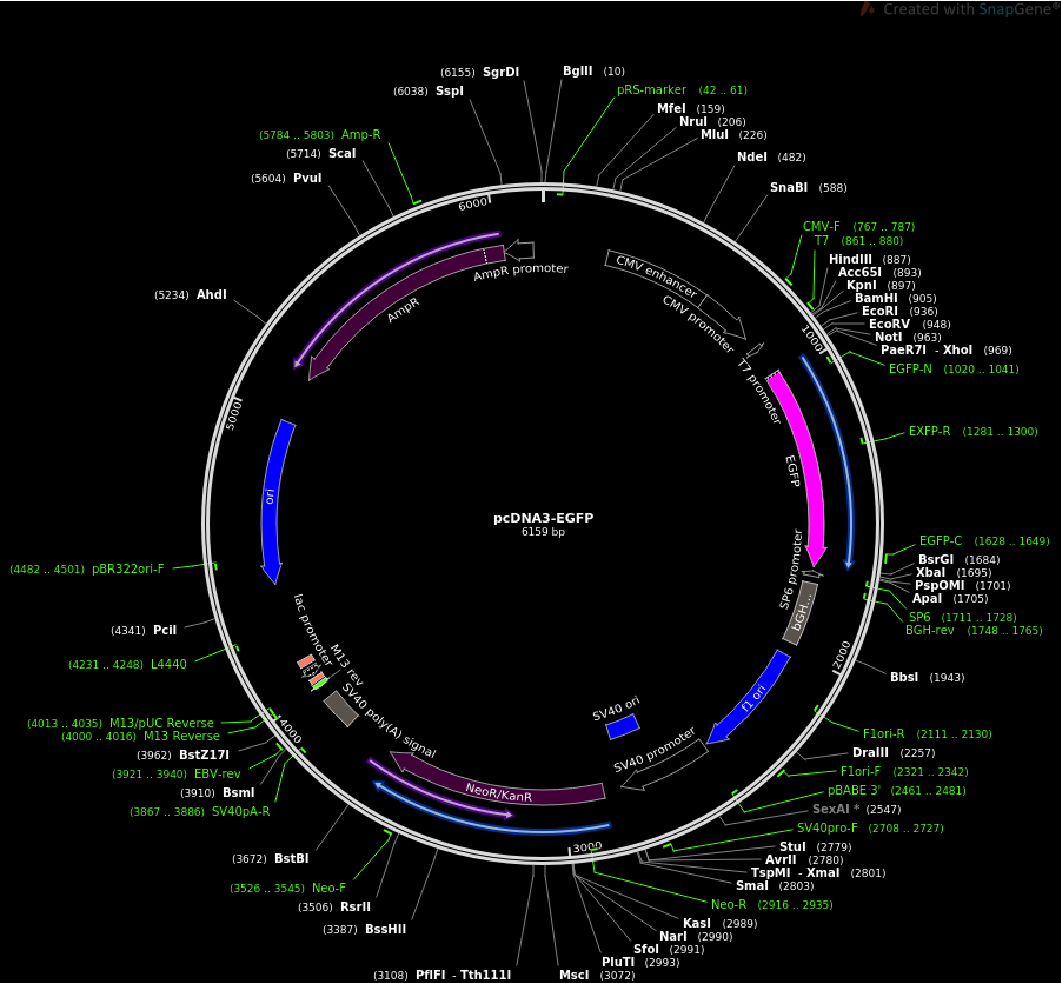 Created with SnapGene®
(6155) SgrDI
BglII (10)
(6038) SspI
pRS-marker (42 .. 61)
MfeI (159)
NruI (206)
MluI (226)
(5784 .. 5803) Amp-R
(5714) ScaI
NdeI (482)
(5604) PvuI
SnaBI (588)
6000
CMV-F (767 .. 787)
T7 (861 .. 880)
HindIII (887)
Acc65I (893)
KpnI (897)
BamHI (905)
EcoRI (936)
EcoRV (948)
NotI (963)
PaeR7I - XhoI (969)
EGFP-N (1020 .. 1041)
AmpR promoter
CMV enhancer
CMV promoter
(5234) AhdI
AmpR
1000
T7 promoter
5000
EXFP-R (1281 .. 1300)
EGFP
ori
pcDNA3-EGFP
6159 bp
EGFP-C (1628 .. 1649)
BsrGI (1684)
XbaI (1695)
PspOMI (1701)
ApaI (1705)
SP6 (1711 .. 1728)
BGH-rev (1748 .. 1765)
SP6 promoter
bGH...
(4482 .. 4501) pBR322ori-F
(4341) PciI
(4231 .. 4248) L4440
lac promoter
M13 rev
2000
BbsI (1943)
f1 ori
SV40 ori
SV40 poly(A) signal
SV40 promoter
NeoR/KanR
(4013 .. 4035) M13/pUC Reverse
(4000 .. 4016) M13 Reverse
4000
(3962) BstZ17I
(3921 .. 3940) EBV-rev
(3910) BsmI
(3867 .. 3886) SV40pA-R
F1ori-R (2111 .. 2130)
DraIII (2257)
F1ori-F (2321 .. 2342)
pBABE 3' (2461 .. 2481)
SexAI * (2547)
SV40pro-F (2708 .. 2727)
StuI (2779)
AvrII (2780)
TspMI - XmaI (2801)
SmaI (2803)
3000
(3672) BstBI
(3526 .. 3545) Neo-F
(3506) RsrII
(3387) BssHII
Neo-R (2916 .. 2935)
KasI (2989)
NarI (2990)
SfoI (2991)
PluTI (2993)
(3108) PflFI - Tth111I
MscI (3072)